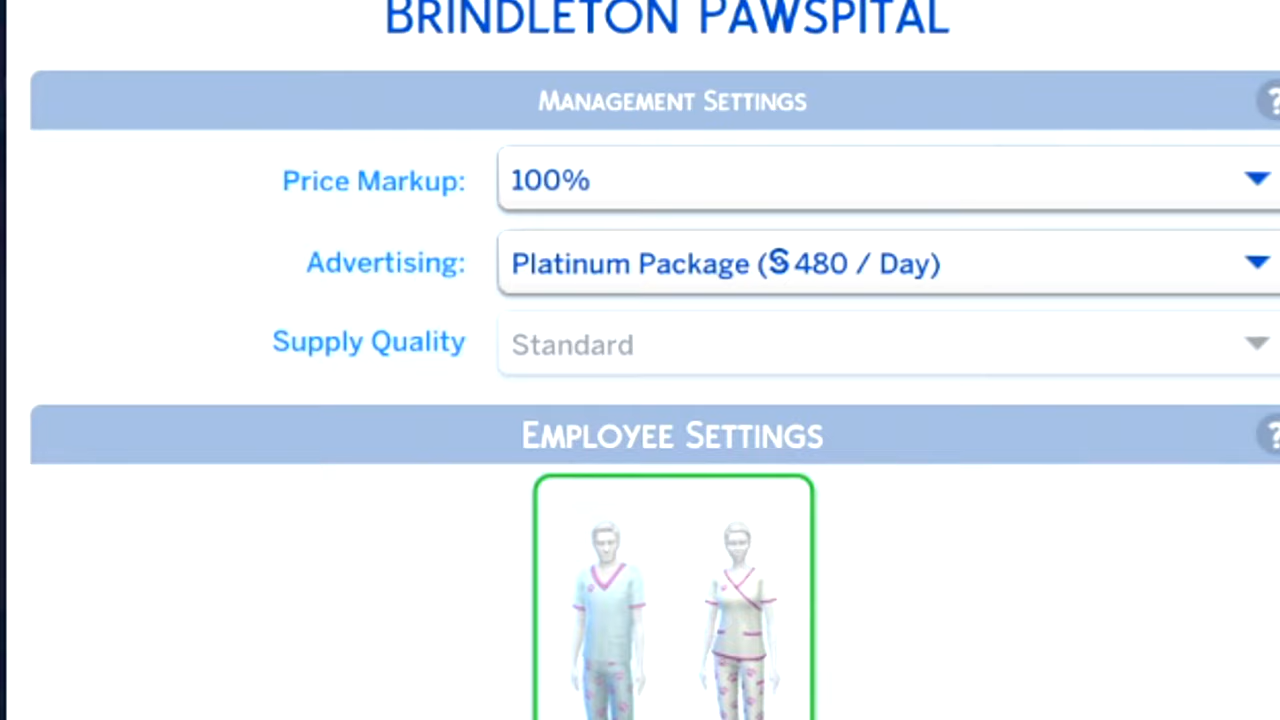 BRINDLETON PAWSPITAL
MANAGEMENT SETTINGS
?
Price Markup: 100%
Advertising: Platinum Package (§480 / Day)
Supply Quality Standard
EMPLOYEE SETTINGS
?